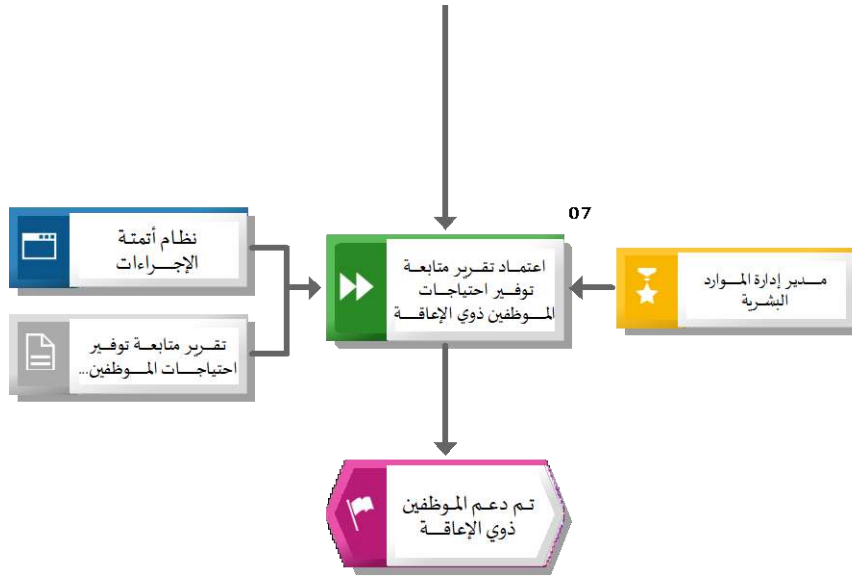 07
مدير إدارة الموارد
البشرية
اعتماد تقرير متابعة
توفير احتياجات
الموظفين ذوي الإعاقة
نظام أتمتة
الإجراءات
تقرير متابعة توفير
احتياجات الموظفين...
تم دعم الموظفين
ذوي الإعاقة